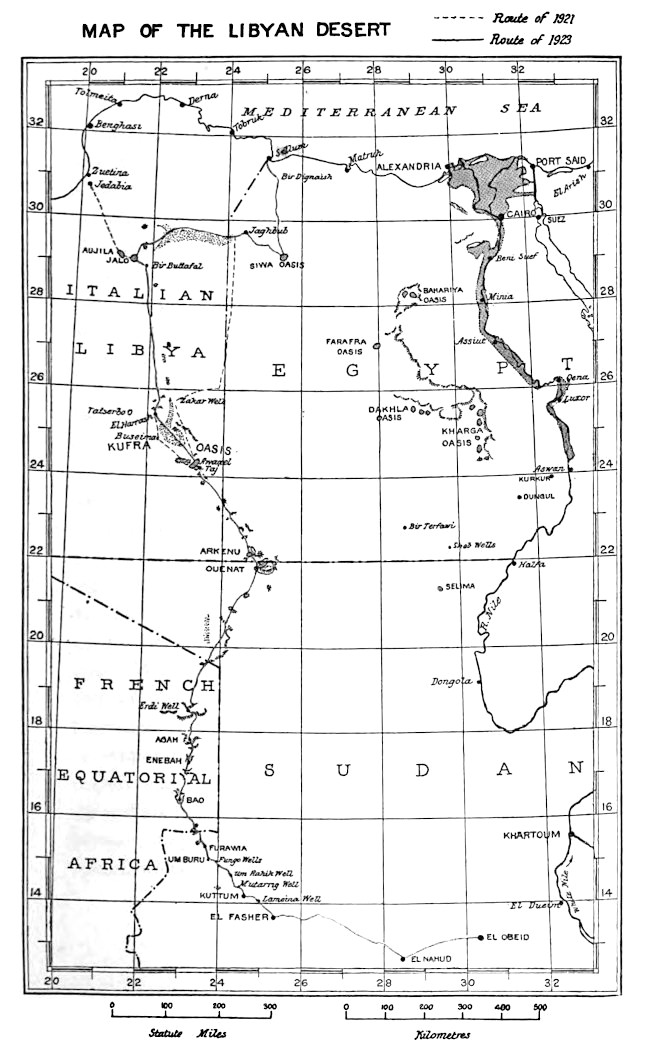 MAP OF THE LIBYAN DESERT
Route of 1921
Route of 1923
20 22 24 26 28 30 32
Tolmeita
Derna
MEDITERRANEAN SEA
32
Benghasi
Tobruk
32
Sellum
Matruh
ALEXANDRIA
PORT SAID
Zuetina
Jedabia
Bir Dignaish
El Arish
30
CAIRO
SUEZ
30
Jaghbub
AUJILA
JALO
Bir Buttafal
SIWA OASIS
Beni Suef
28
ITALIAN
BAHARIYA
OASIS
Minia
28
LIBYA
FARAFRA
OASIS
Assiut
EGYPT
26
Qena
26
Zakar Well
Luxor
Tatserbo
El Harrash
DAKHLA
OASIS
Buseima
KHARGA
OASIS
KUFRA
OASIS
Awazel
Taj
24
Aswan
24
KURKUR
DUNGUL
Bir Terfawi
Sheb Wells
22
ARKENU
OUENAT
Halfa
22
SELIMA
R. Nile
20
20
FRENCH
Dongola
Erdi Well
18
18
AGAH
ENEBAH
EQUATORIAL
SUDAN
BAO
16
16
KHARTOUM
FURAWIA
AFRICA
UMBURU
Fungo Wells
Um Rahik Well
Mutarrig Well
14
KUTTUM
Lameina Well
14
El Dueim
White Nile
EL FASHER
EL OBEID
EL NAHUD
20 22 24 26 28 30 32
0 100 200 300
Statute Miles
0 100 200 300 400 500
Kilometres